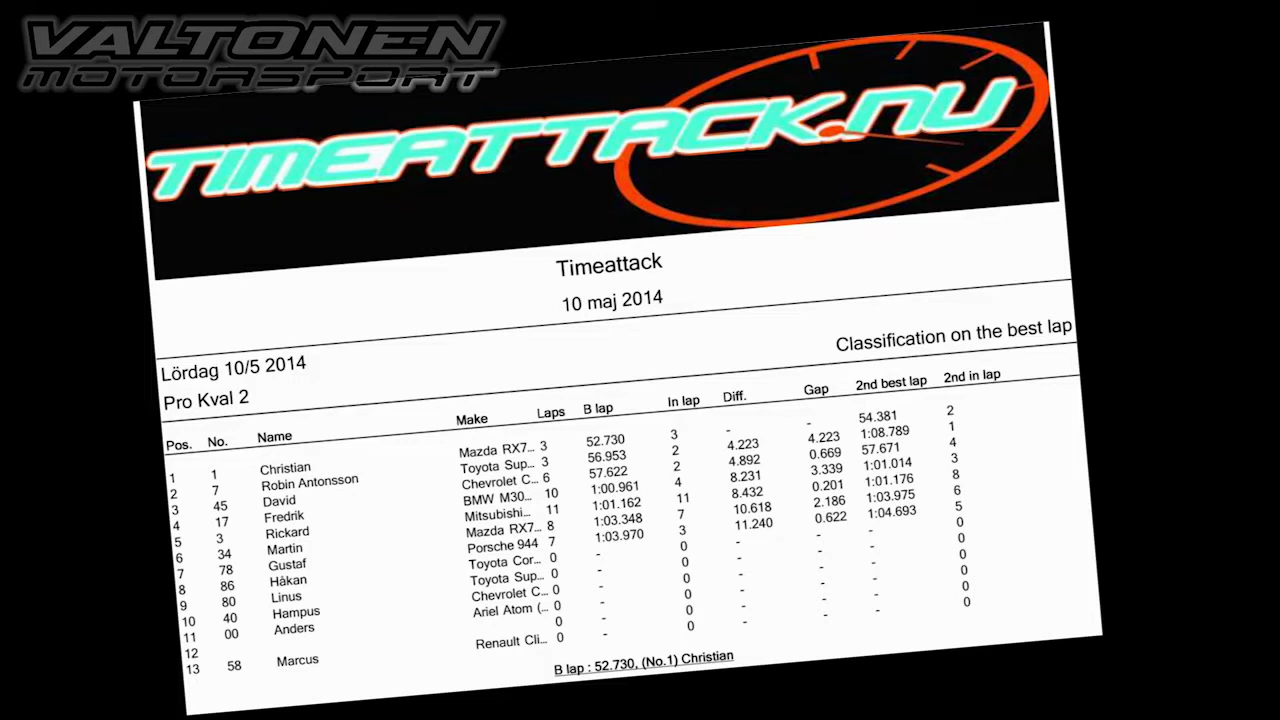 VALTONEN
MOTORSPORT
TIMEATTACK.NU
Timeattack
10 maj 2014
Lördag 10/5 2014
Classification on the best lap
Pro Kval 2
Pos. No. Name Make Laps B lap In lap Diff. Gap 2nd best lap 2nd in lap
1 1 Christian Mazda RX7... 3 52.730 3 - - 54.381 2
2 7 Robin Antonsson Toyota Sup... 3 56.953 2 4.223 4.223 1:08.789 1
3 45 David Chevrolet C... 6 57.622 2 4.892 0.669 57.671 4
4 17 Fredrik BMW M30... 10 1:00.961 4 8.231 3.339 1:01.014 3
5 3 Rickard Mitsubishi... 11 1:01.162 11 8.432 0.201 1:01.176 8
6 34 Martin Mazda RX7... 8 1:03.348 7 10.618 2.186 1:03.975 6
7 78 Gustaf Porsche 944 7 1:03.970 3 11.240 0.622 1:04.693 5
8 86 Håkan Toyota Cor... 0 - 0 - - - 0
9 80 Linus Toyota Sup... 0 - 0 - - - 0
10 40 Hampus Chevrolet C... 0 - 0 - - - 0
11 00 Anders Ariel Atom (... 0 - 0 - - - 0
12 0 - 0 - - - 0
13 58 Marcus Renault Cli... 0 - 0 - - - 0
B lap : 52.730, (No.1) Christian